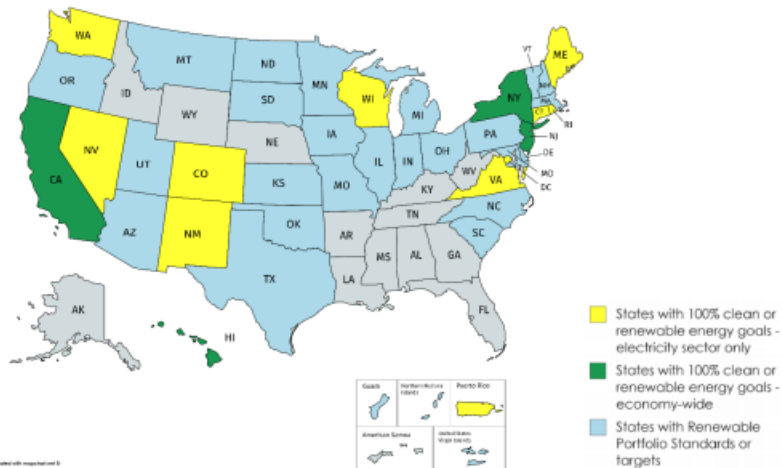 WA
ME
VT
MT
ND
OR
MN
ID
WI
NY
SD
MI
WY
RI
IA
PA
NJ
NE
NV
OH
DE
IL
IN
UT
MO
CO
WV
DC
CA
VA
KS
MO
KY
NC
TN
OK
AZ
NM
SC
AR
MS
AL
GA
TX
LA
FL
AK
HI
States with 100% clean or
renewable energy goals -
electricity sector only
States with 100% clean or
renewable energy goals -
economy-wide
States with Renewable
Portfolio Standards or
targets
Guam
Northern Mariana
Islands
Puerto Rico
American Samoa
United States
Virgin Islands